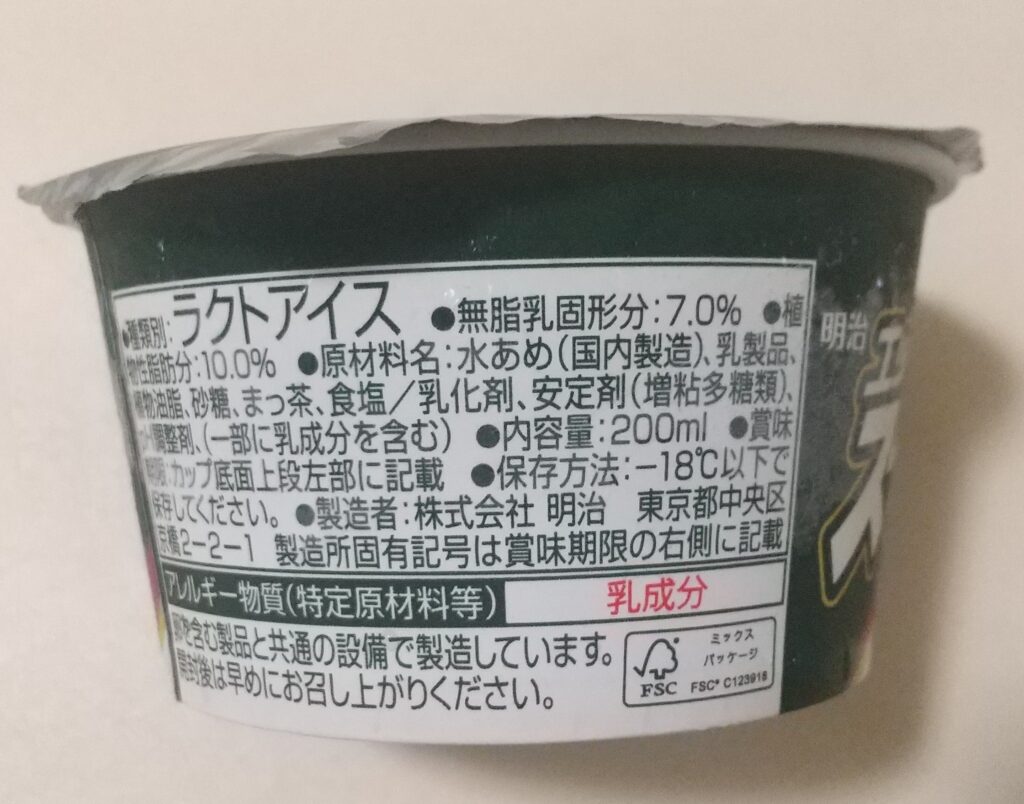 ●種類別:ラクトアイス ●無脂乳固形分:7.0% ●植
物性脂肪分:10.0% ●原材料名:水あめ(国内製造)、乳製品、
植物油脂、砂糖、まっ茶、食塩/乳化剤、安定剤(増粘多糖類)、
調整剤、(一部に乳成分を含む) ●内容量:200ml ●賞味
期限:カップ底面上段左部に記載 ●保存方法:-18℃以下で
保存してください。 ●製造者:株式会社 明治 東京都中央区
京橋2-2-1 製造所固有記号は賞味期限の右側に記載
アレルギー物質(特定原材料等) 乳成分
卵を含む製品と共通の設備で製造しています。
開封後は早めにお召し上がりください。
FSC
ミックス
パッケージ
FSC® C123918
明治